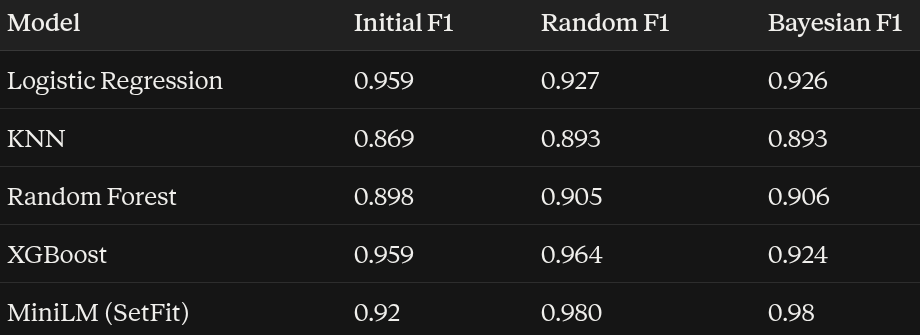 Model Initial F1 Random F1 Bayesian F1
Logistic Regression 0.959 0.927 0.926
KNN 0.869 0.893 0.893
Random Forest 0.898 0.905 0.906
XGBoost 0.959 0.964 0.924
MiniLM (SetFit) 0.92 0.980 0.98